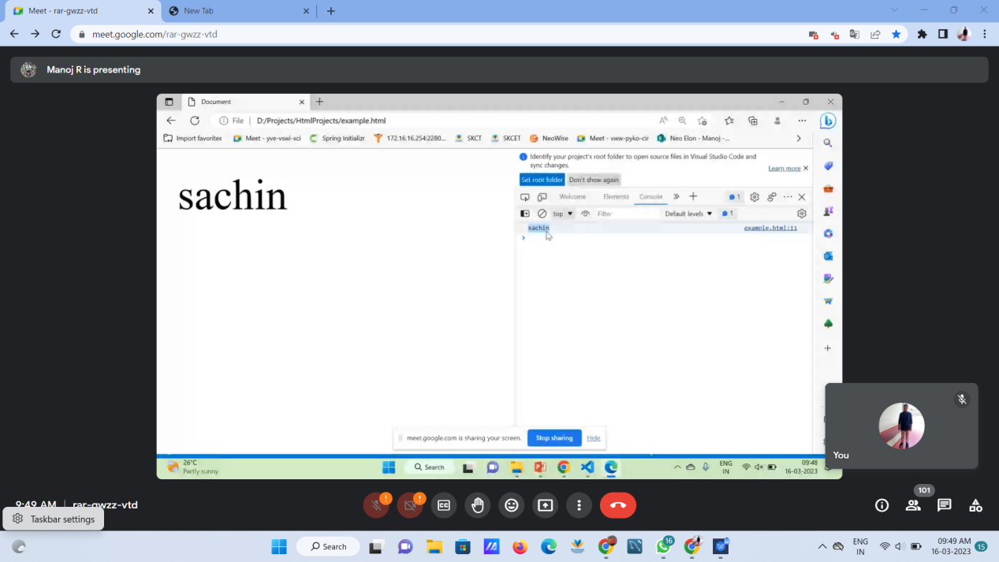 Meet - rar-gwzz-vtd
New Tab
meet.google.com/rar-gwzz-vtd
Manoj R is presenting
Document
File
D:/Projects/HtmlProjects/example.html
Import favorites
Meet - yve-vswi-xci
Spring Initializr
172.16.16.254:2280...
SKCT
SKCET
NeoWise
Meet - vww-pyko-cir
Neo Elon - Manoj -...
sachin
Identify your project's root folder to open source files in Visual Studio Code and
sync changes.
Learn more
Set root folder
Don't show again
Welcome
Elements
Console
1
top
Filter
Default levels
1
sachin
example.html:11
meet.google.com is sharing your screen.
Stop sharing
Hide
You
26°C
Partly sunny
Search
ENG
IN
09:48
16-03-2023
9:49 AM
rar-gwzz-vtd
101
Taskbar settings
Search
16
ENG
IN
09:49 AM
16-03-2023
15